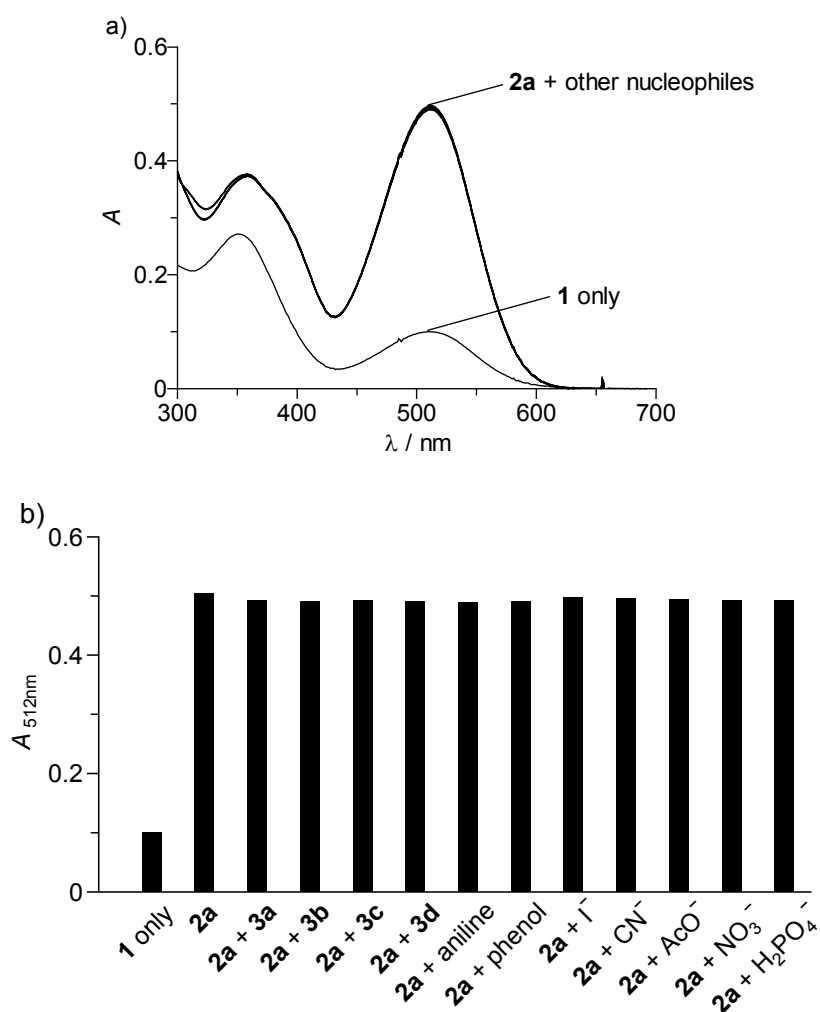 a)
0.6
0.4
0.2
0
A
300 400 500 600 700
λ / nm
2a + other nucleophiles
1 only
b)
0.6
0.4
0.2
0
A 512nm
1 only
2a
2a + 3a
2a + 3b
2a + 3c
2a + 3d
2a + aniline
2a + phenol
2a + I⁻
2a + CN⁻
2a + AcO⁻
2a + NO₃⁻
2a + H₂PO₄⁻